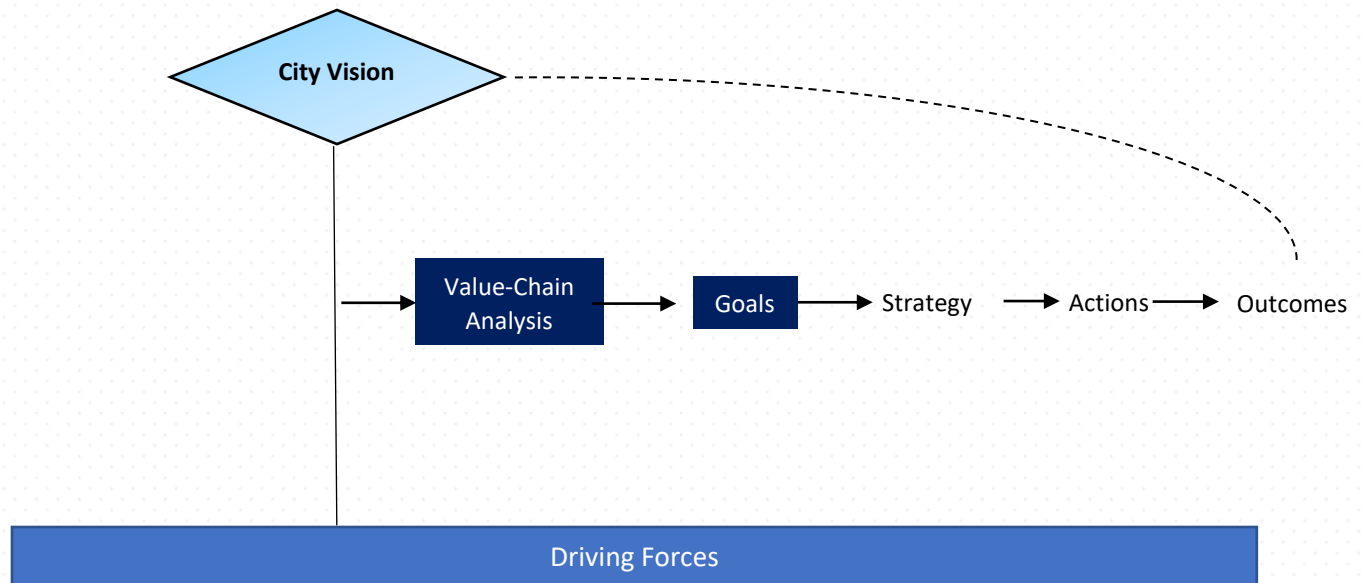 City Vision
Value-Chain
Analysis
Goals
Strategy
Actions
Outcomes
Driving Forces